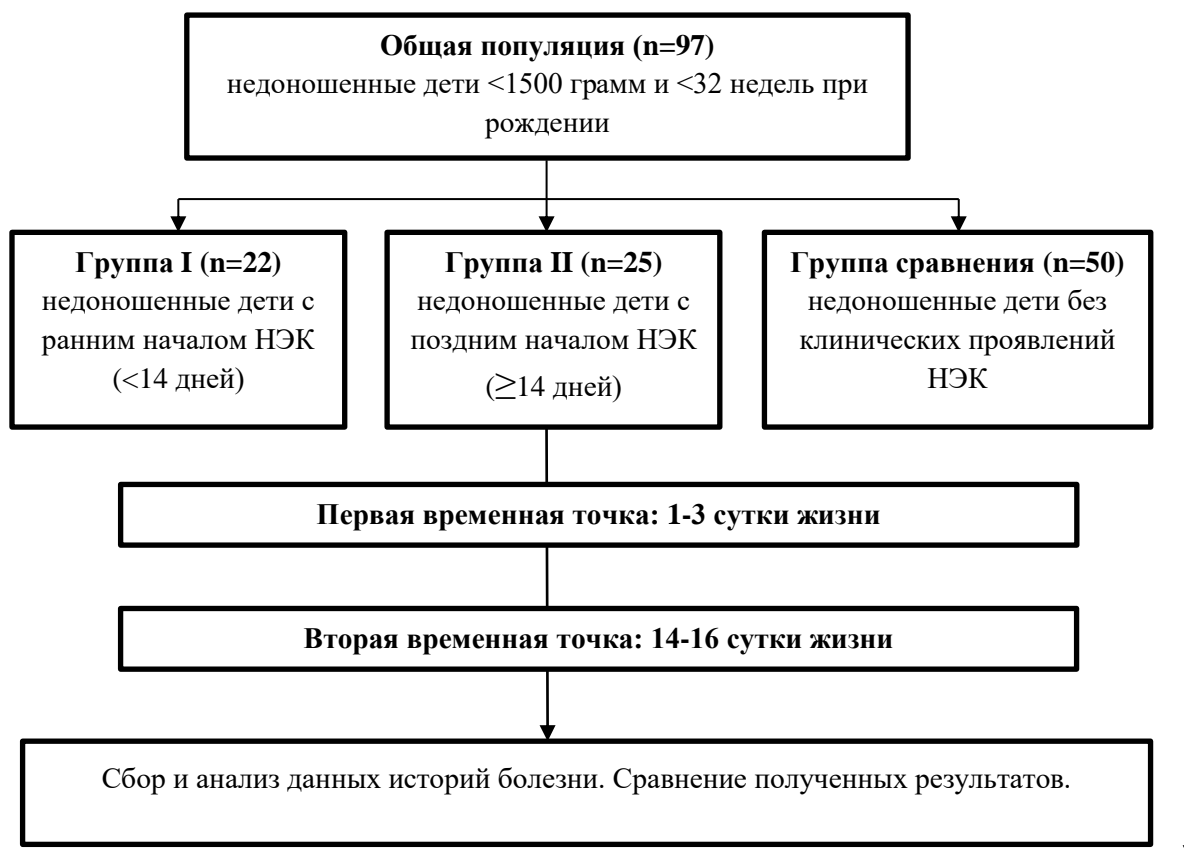 Общая популяция (n=97)
недоношенные дети <1500 грамм и <32 недель при
рождении
Группа I (n=22)
недоношенные дети с
ранним началом НЭК
(<14 дней)
Группа II (n=25)
недоношенные дети с
поздним началом НЭК
(≥14 дней)
Группа сравнения (n=50)
недоношенные дети без
клинических проявлений
НЭК
Первая временная точка: 1-3 сутки жизни
Вторая временная точка: 14-16 сутки жизни
Сбор и анализ данных историй болезни. Сравнение полученных результатов.